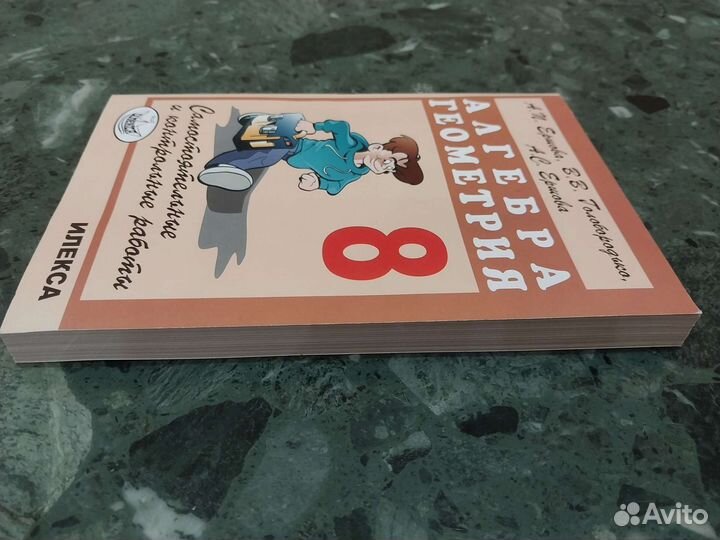 А.П. Ершова, В.В. Голобородько,
А.С. Ершова
АЛГЕБРА
ГЕОМЕТРИЯ
8
Самостоятельные
и контрольные работы
ИЛЕКСА
Avito